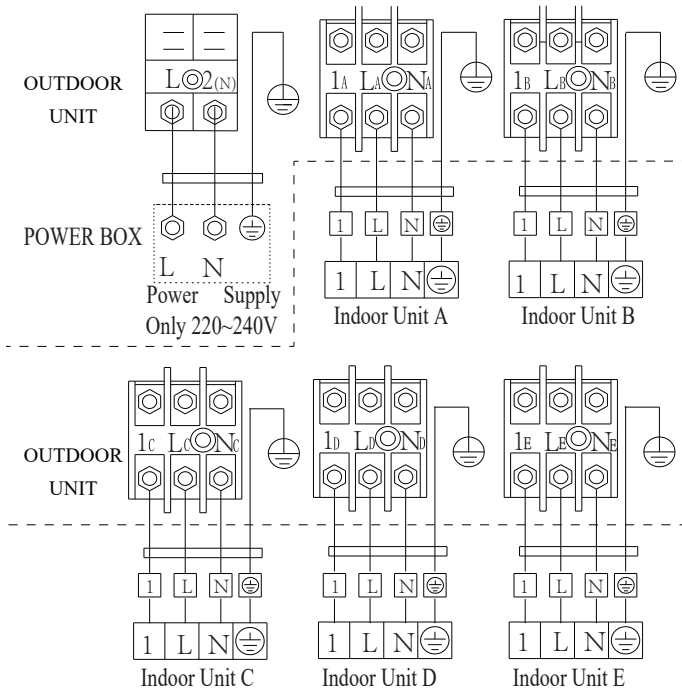 OUTDOOR
UNIT
L 2(N)
1A LA NA
1B LB NB
POWER BOX
L N
Power Supply
Only 220~240V
1 L N
1 L N
Indoor Unit A
1 L N
1 L N
Indoor Unit B
OUTDOOR
UNIT
1C LC NC
1D LD ND
1E LE NE
1 L N
1 L N
Indoor Unit C
1 L N
1 L N
Indoor Unit D
1 L N
1 L N
Indoor Unit E